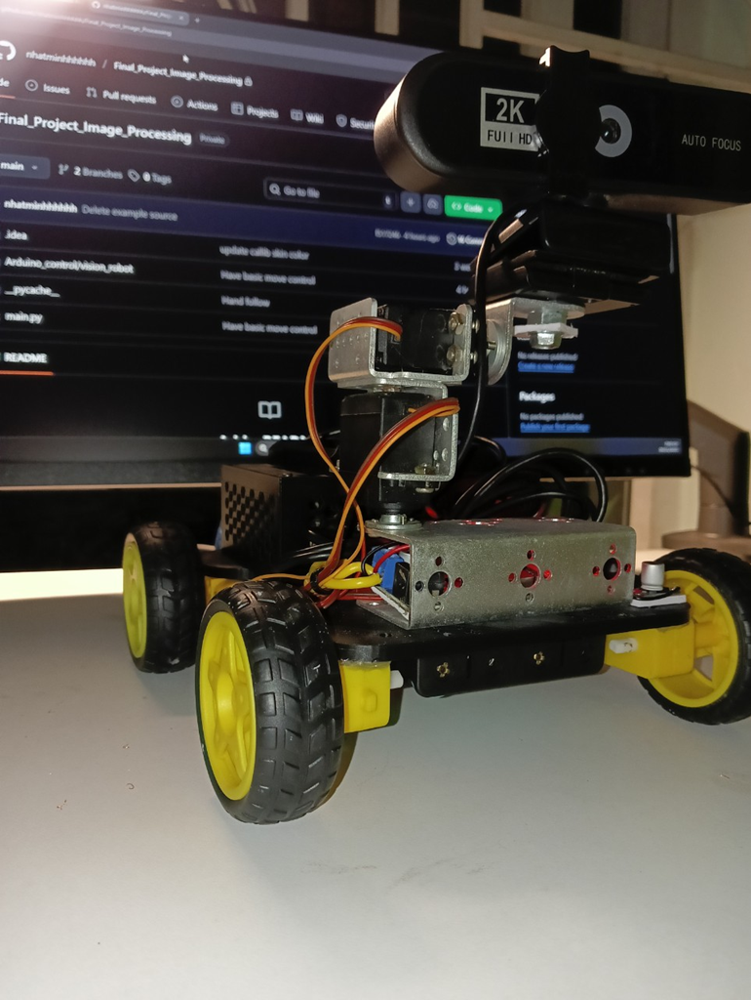 Final_Project_Image_Processing
nhatminhhhhhh / Final_Project_Image_Processing
Issues
Pull requests
Actions
Projects
Wiki
Final_Project_Image_Processing Private
main
2 Branches
0 Tags
Go to file
Code
nhatminhhhhhh Delete example source
.idea update calib skin color
Arduino_control/vision_robot Have basic move control
__pycache__ Hand follow
main.py Have basic move control
README
No releases published
Create a new release
Packages
No packages published
Publish your first package
2K
FULL HD
AUTO FOCUS